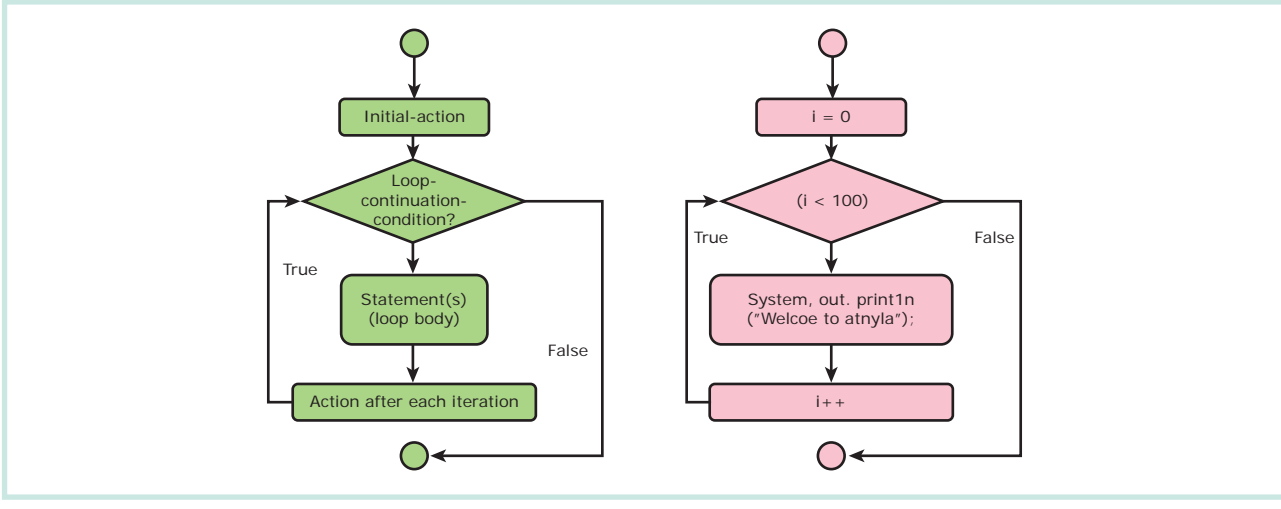 Initial-action
Loop-
continuation-
condition?
True
Statement(s)
(loop body)
False
Action after each iteration
i = 0
(i < 100)
True
False
System, out. print1n
("Welcoe to atnyla");
i++